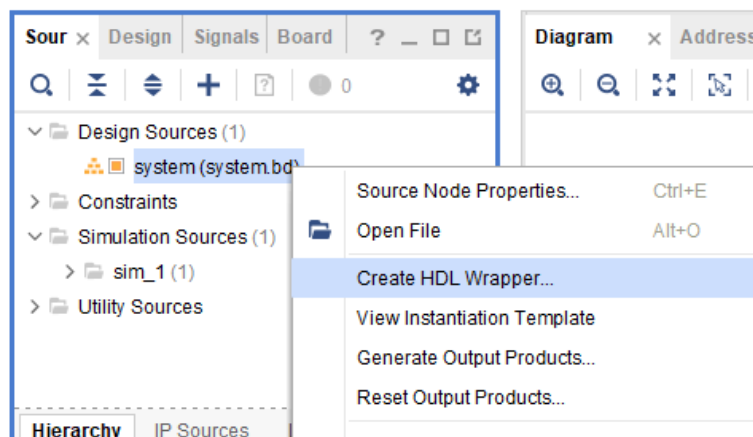 Sour × Design Signals Board ? Diagram × Address
0
Design Sources (1)
system (system.bd)
Constraints
Simulation Sources (1)
sim_1 (1)
Utility Sources
Source Node Properties... Ctrl+E
Open File Alt+O
Create HDL Wrapper...
View Instantiation Template
Generate Output Products...
Reset Output Products...
Hierarchy IP Sources